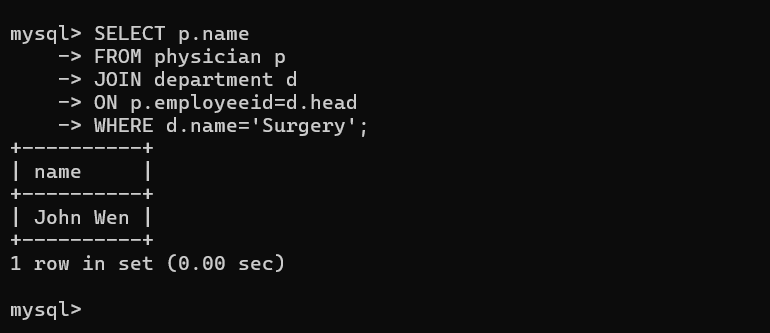 mysql> SELECT p.name
    -> FROM physician p
    -> JOIN department d
    -> ON p.employeeid=d.head
    -> WHERE d.name='Surgery';
+----------+
| name     |
+----------+
| John Wen |
+----------+
1 row in set (0.00 sec)

mysql>